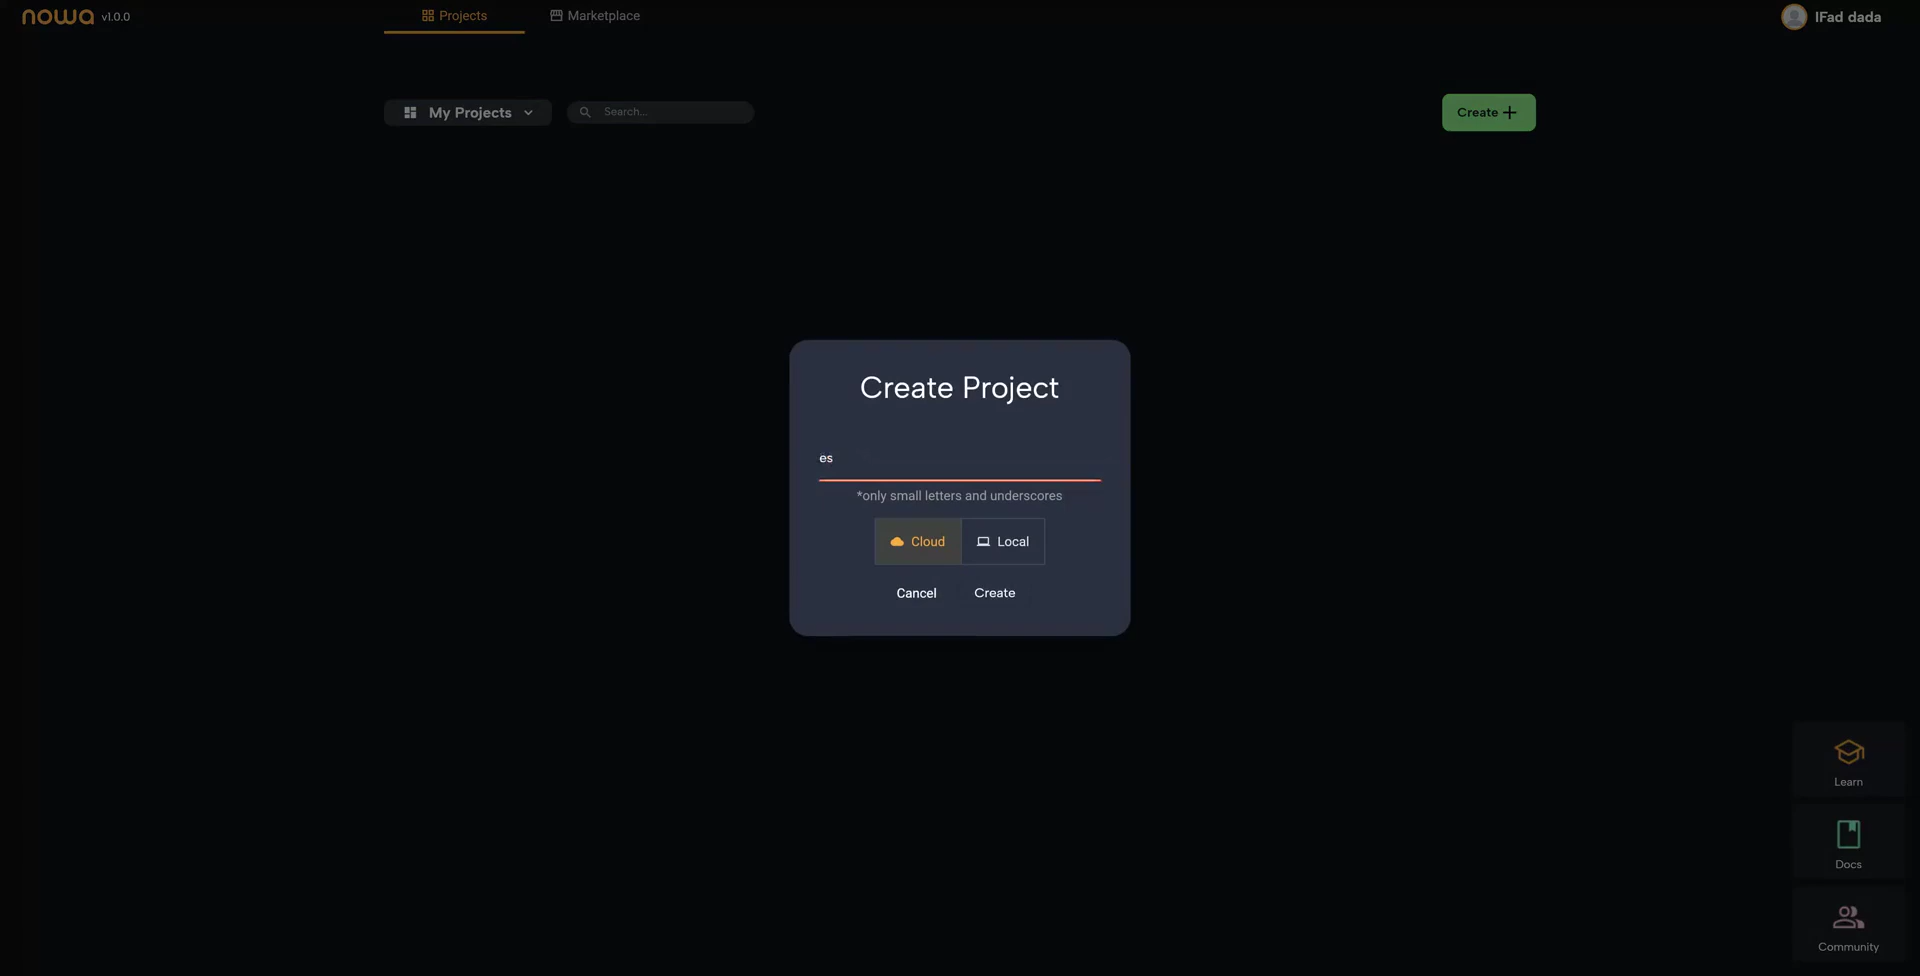 nowa v1.0.0
Projects
Marketplace
IFad dada
My Projects
Search...
Create
Create Project
es
*only small letters and underscores
Cloud
Local
Cancel
Create
Learn
Docs
Community